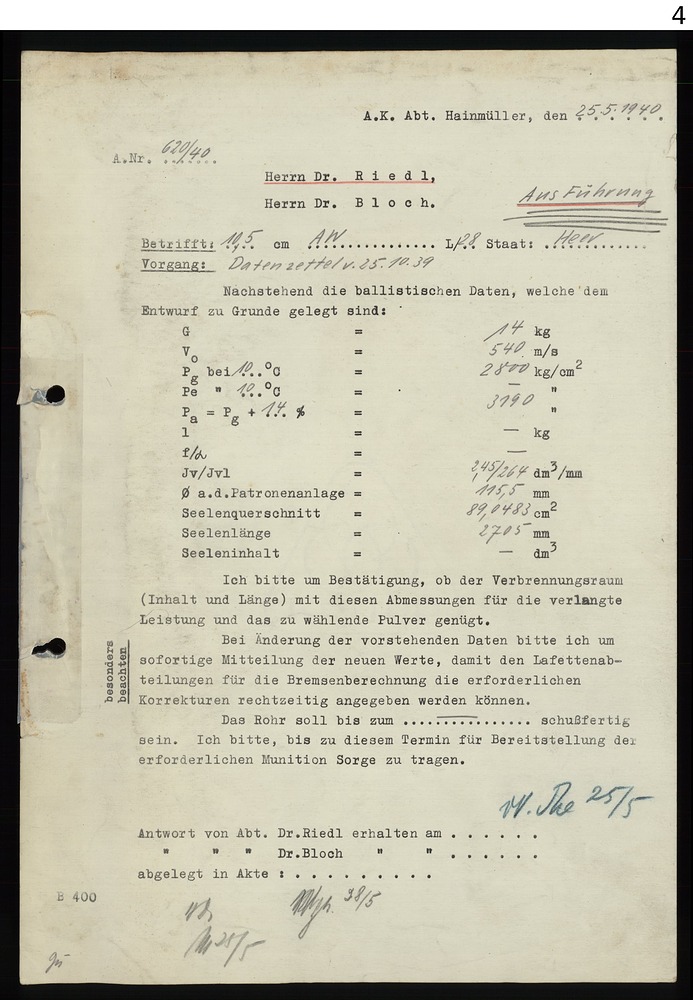 4
A.K. Abt. Hainmüller, den 25.5.1940.
A.Nr. 620/40
Herrn Dr. R i e d l,
Herrn Dr. B l o c h.
Ausführung
Betrifft: 10,5 cm AW ............... L/28 Staat: Heer
Vorgang: Datenzettel v. 25.10.39
Nachstehend die ballistischen Daten, welche dem
Entwurf zu Grunde gelegt sind:
G = 14 kg
Vo = 540 m/s
Pg bei 10...°C = 2800 kg/cm2
Pe " 10...°C = — "
Pa = Pg + 14.. % = 3190 "
l = — kg
f/α = —
Jv/Jvl = 2,45/264 dm3/mm
Ø a.d.Patronenanlage = 115,5 mm
Seelenquerschnitt = 89,0483 cm2
Seelenlänge = 2705 mm
Seeleninhalt = — dm3
Ich bitte um Bestätigung, ob der Verbrennungsraum
(Inhalt und Länge) mit diesen Abmessungen für die verlangte
Leistung und das zu wählende Pulver genügt.
Bei Änderung der vorstehenden Daten bitte ich um
sofortige Mitteilung der neuen Werte, damit den Lafettenab-
teilungen für die Bremsenberechnung die erforderlichen
Korrekturen rechtzeitig angegeben werden können.
besonders
beachten
Das Rohr soll bis zum ................ schußfertig
sein. Ich bitte, bis zu diesem Termin für Bereitstellung der
erforderlichen Munition Sorge zu tragen.
25/5
Antwort von Abt. Dr.Riedl erhalten am . . . . . .
" " " Dr.Bloch " " . . . . . .
abgelegt in Akte : . . . . . . . . .
B 400
38/5
25/5